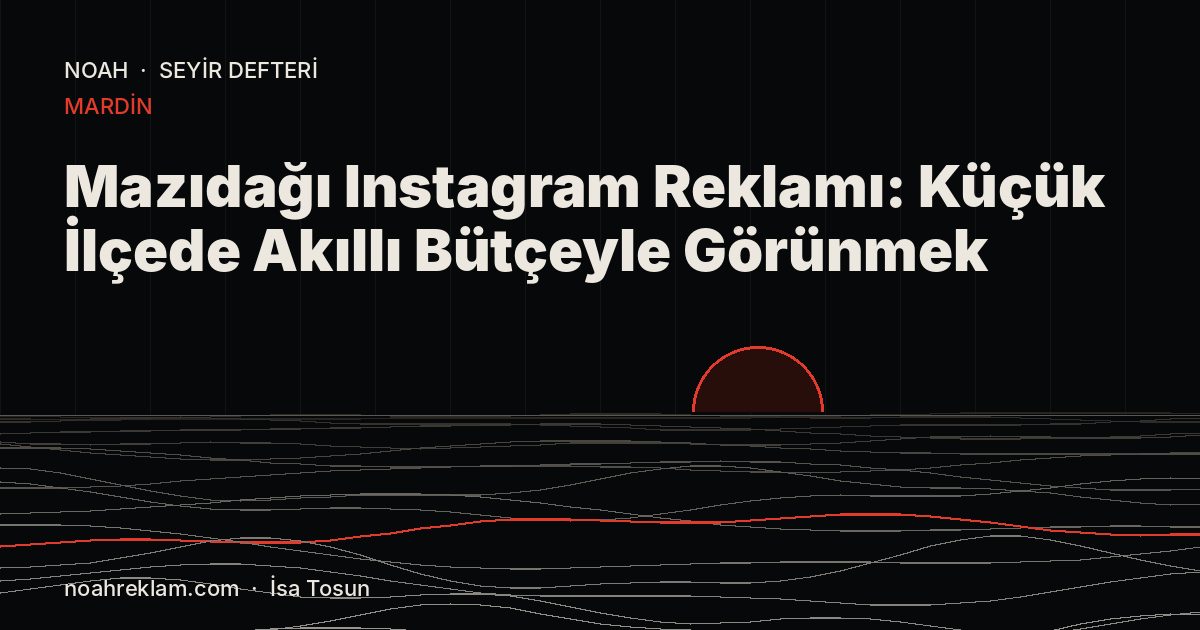 NOAH · SEYİR DEFTERİ
MARDİN
Mazıdağı Instagram Reklamı: Küçük
İlçede Akıllı Bütçeyle Görünmek
noahreklam.com · İsa Tosun